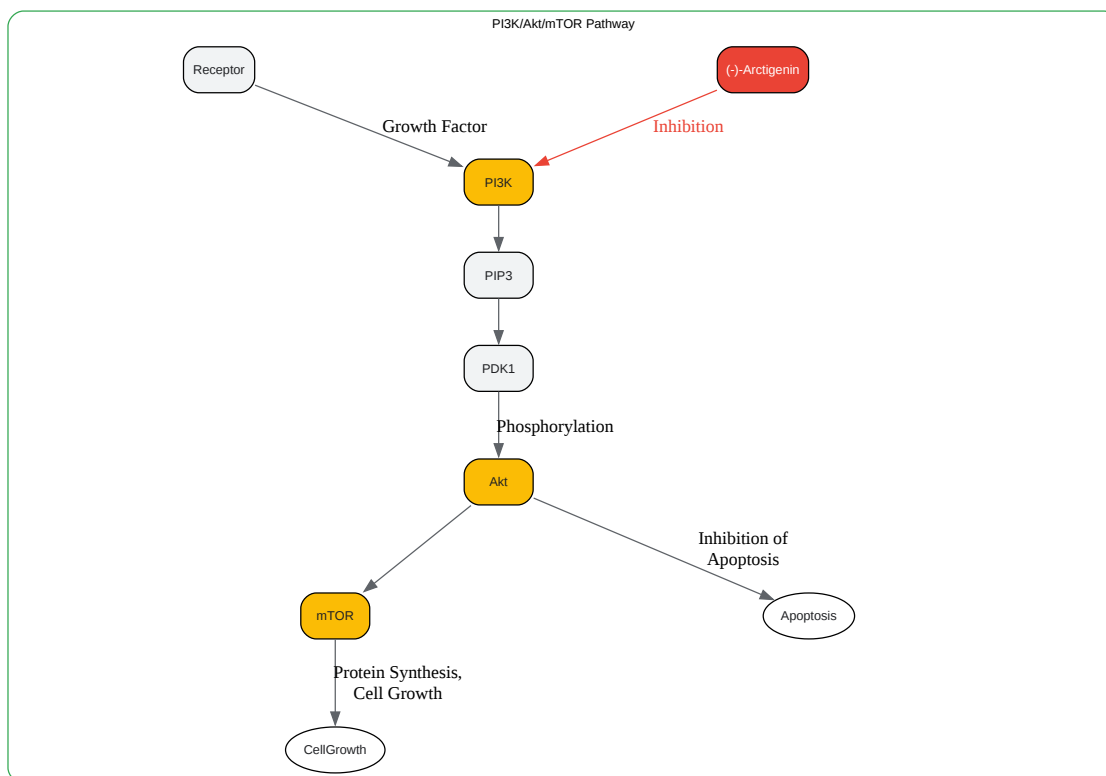 PI3K/Akt/mTOR Pathway
Receptor
(-)-Arctigenin
Growth Factor
Inhibition
PI3K
PIP3
PDK1
Phosphorylation
Akt
Inhibition of
Apoptosis
mTOR
Apoptosis
Protein Synthesis,
Cell Growth
CellGrowth